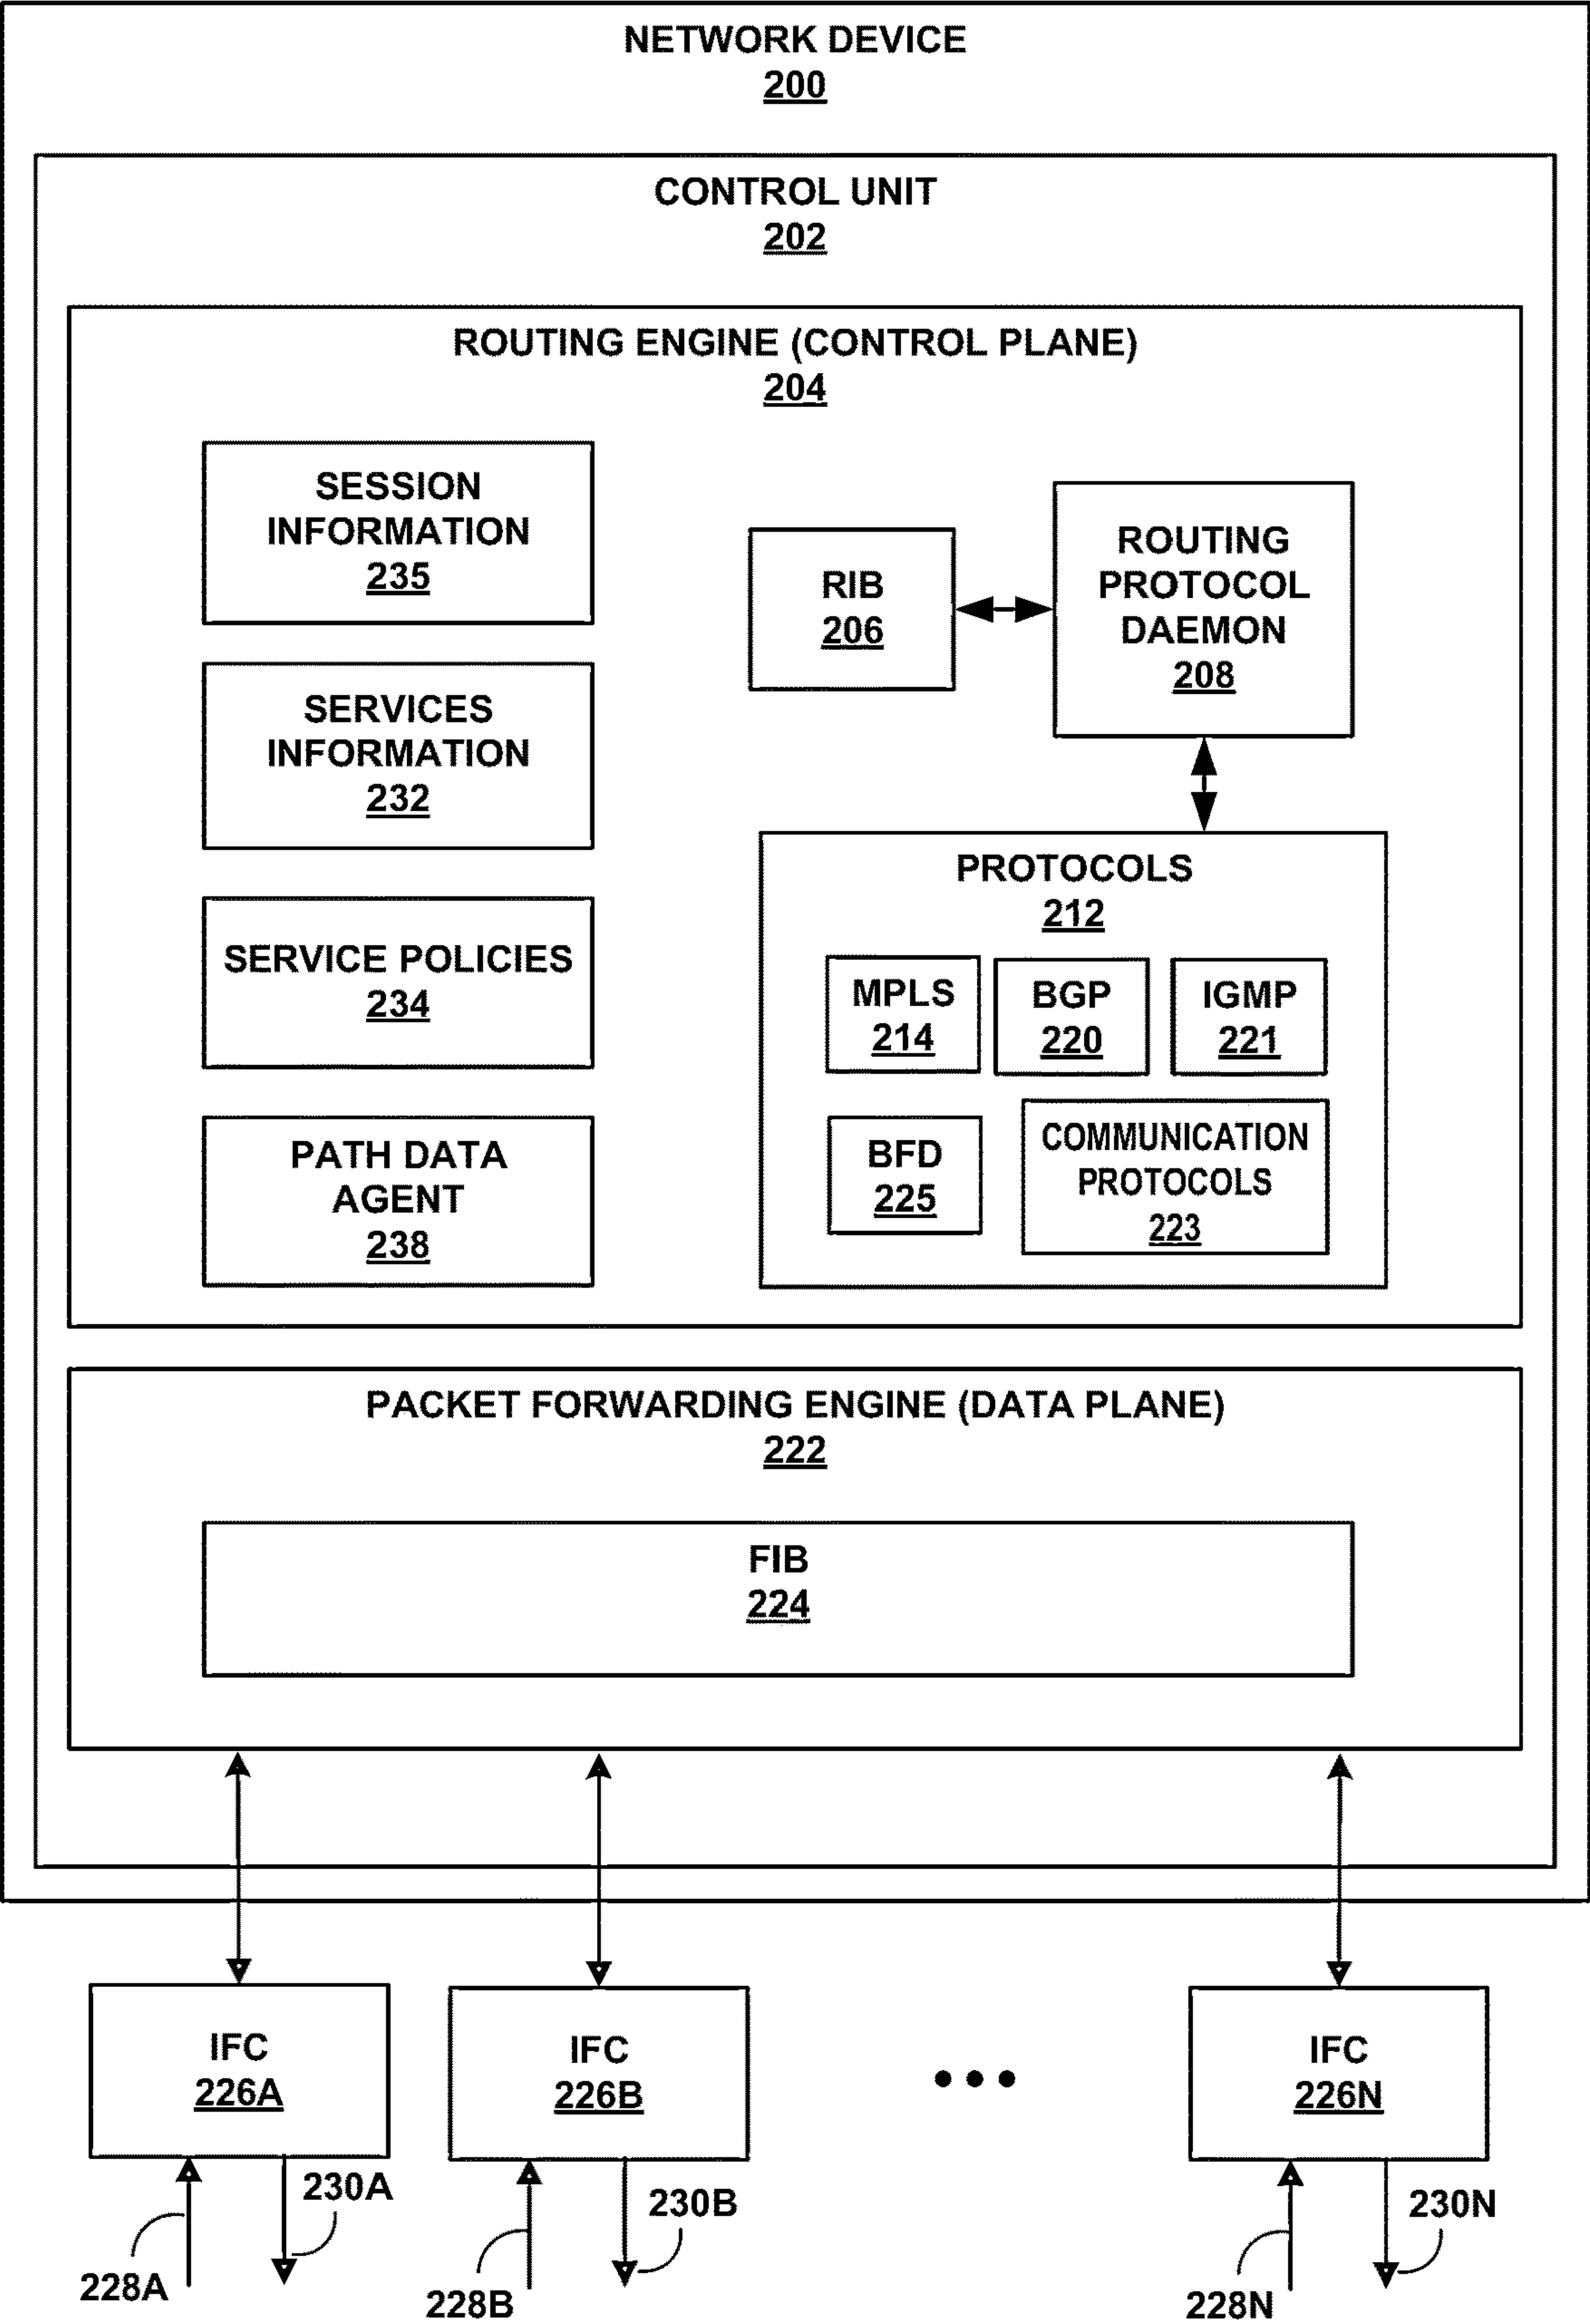 NETWORK DEVICE
200
CONTROL UNIT
202
ROUTING ENGINE (CONTROL PLANE)
204
SESSION
INFORMATION
235
SERVICES
INFORMATION
232
SERVICE POLICIES
234
PATH DATA
AGENT
238
RIB
206
ROUTING
PROTOCOL
DAEMON
208
PROTOCOLS
212
MPLS
214
BGP
220
IGMP
221
BFD
225
COMMUNICATION
PROTOCOLS
223
PACKET FORWARDING ENGINE (DATA PLANE)
222
FIB
224
IFC
226A
IFC
226B
IFC
226N
228A
230A
228B
230B
228N
230N